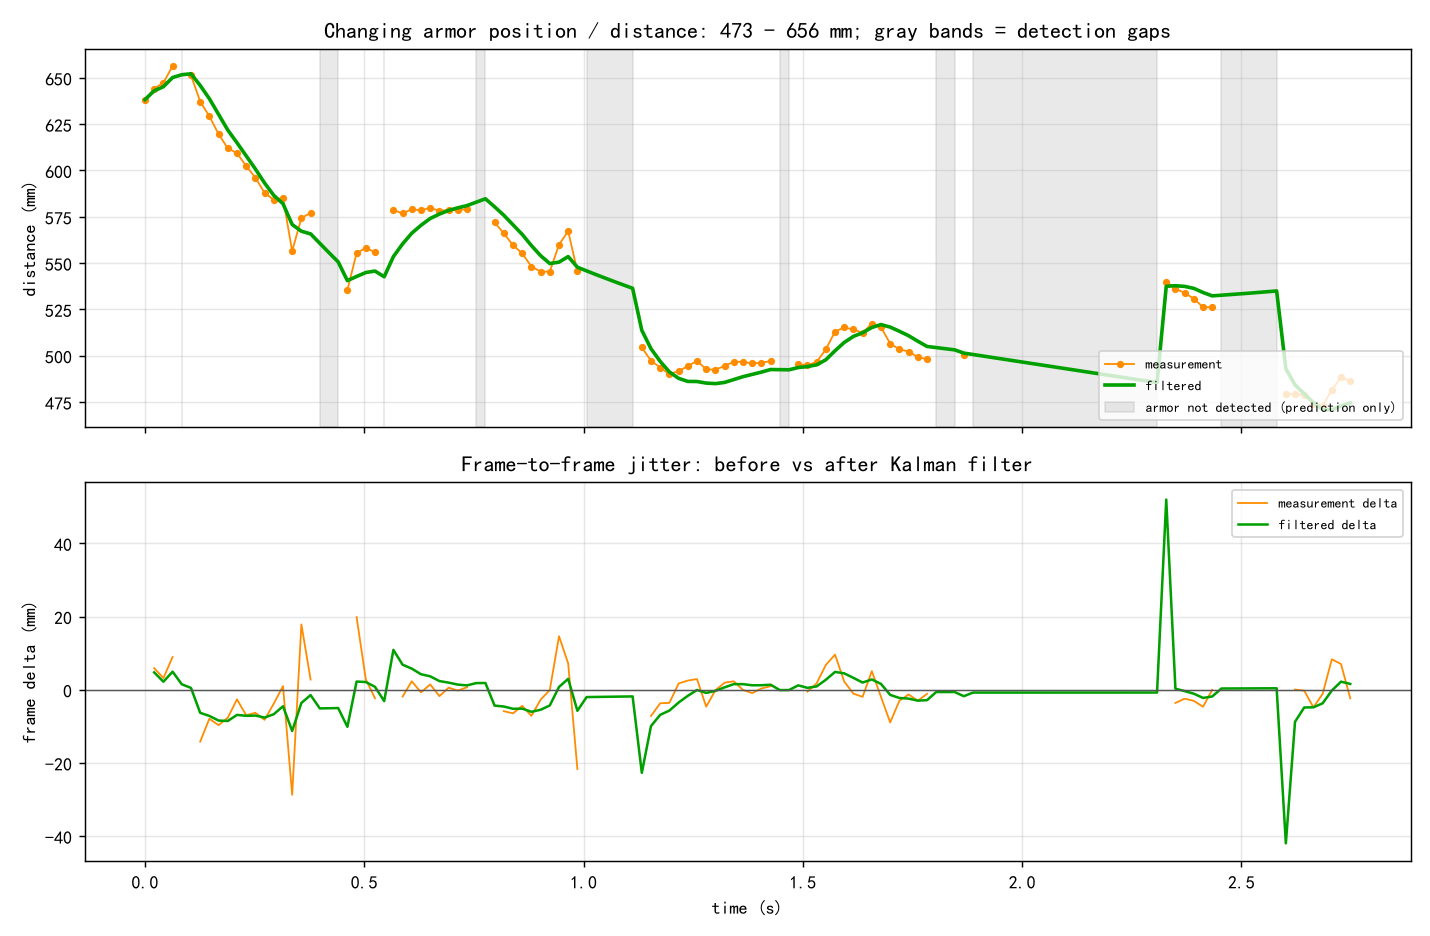 Changing armor position / distance: 473 - 656 mm; gray bands = detection gaps
distance (mm)
650
625
600
575
550
525
500
475
measurement
filtered
armor not detected (prediction only)
Frame-to-frame jitter: before vs after Kalman filter
frame delta (mm)
40
20
0
-20
-40
measurement delta
filtered delta
0.0 0.5 1.0 1.5 2.0 2.5
time (s)